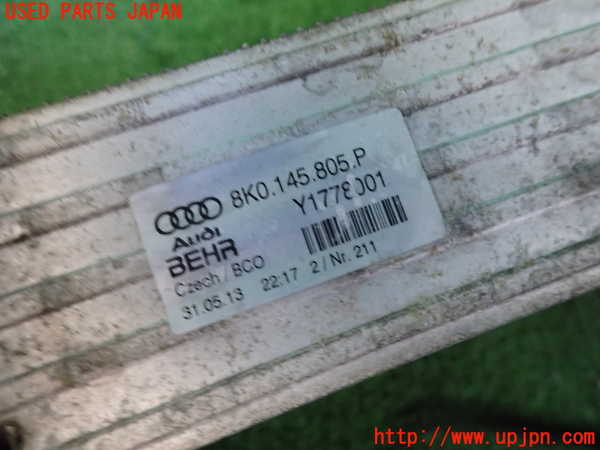 USED PARTS JAPAN
8K0.145.805.P
Y1778001
Audi
BEHR
Czech / BCO
31.05.13 22:17 2 / Nr. 211
http://www.upjpn.com/